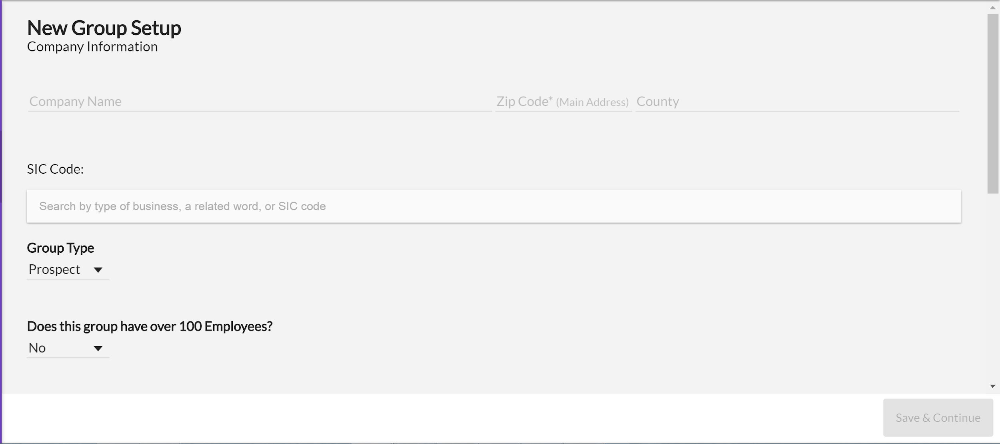 New Group Setup
Company Information
Company Name
Zip Code* (Main Address)
County
SIC Code:
Search by type of business, a related word, or SIC code
Group Type
Prospect
Does this group have over 100 Employees?
No
Save & Continue